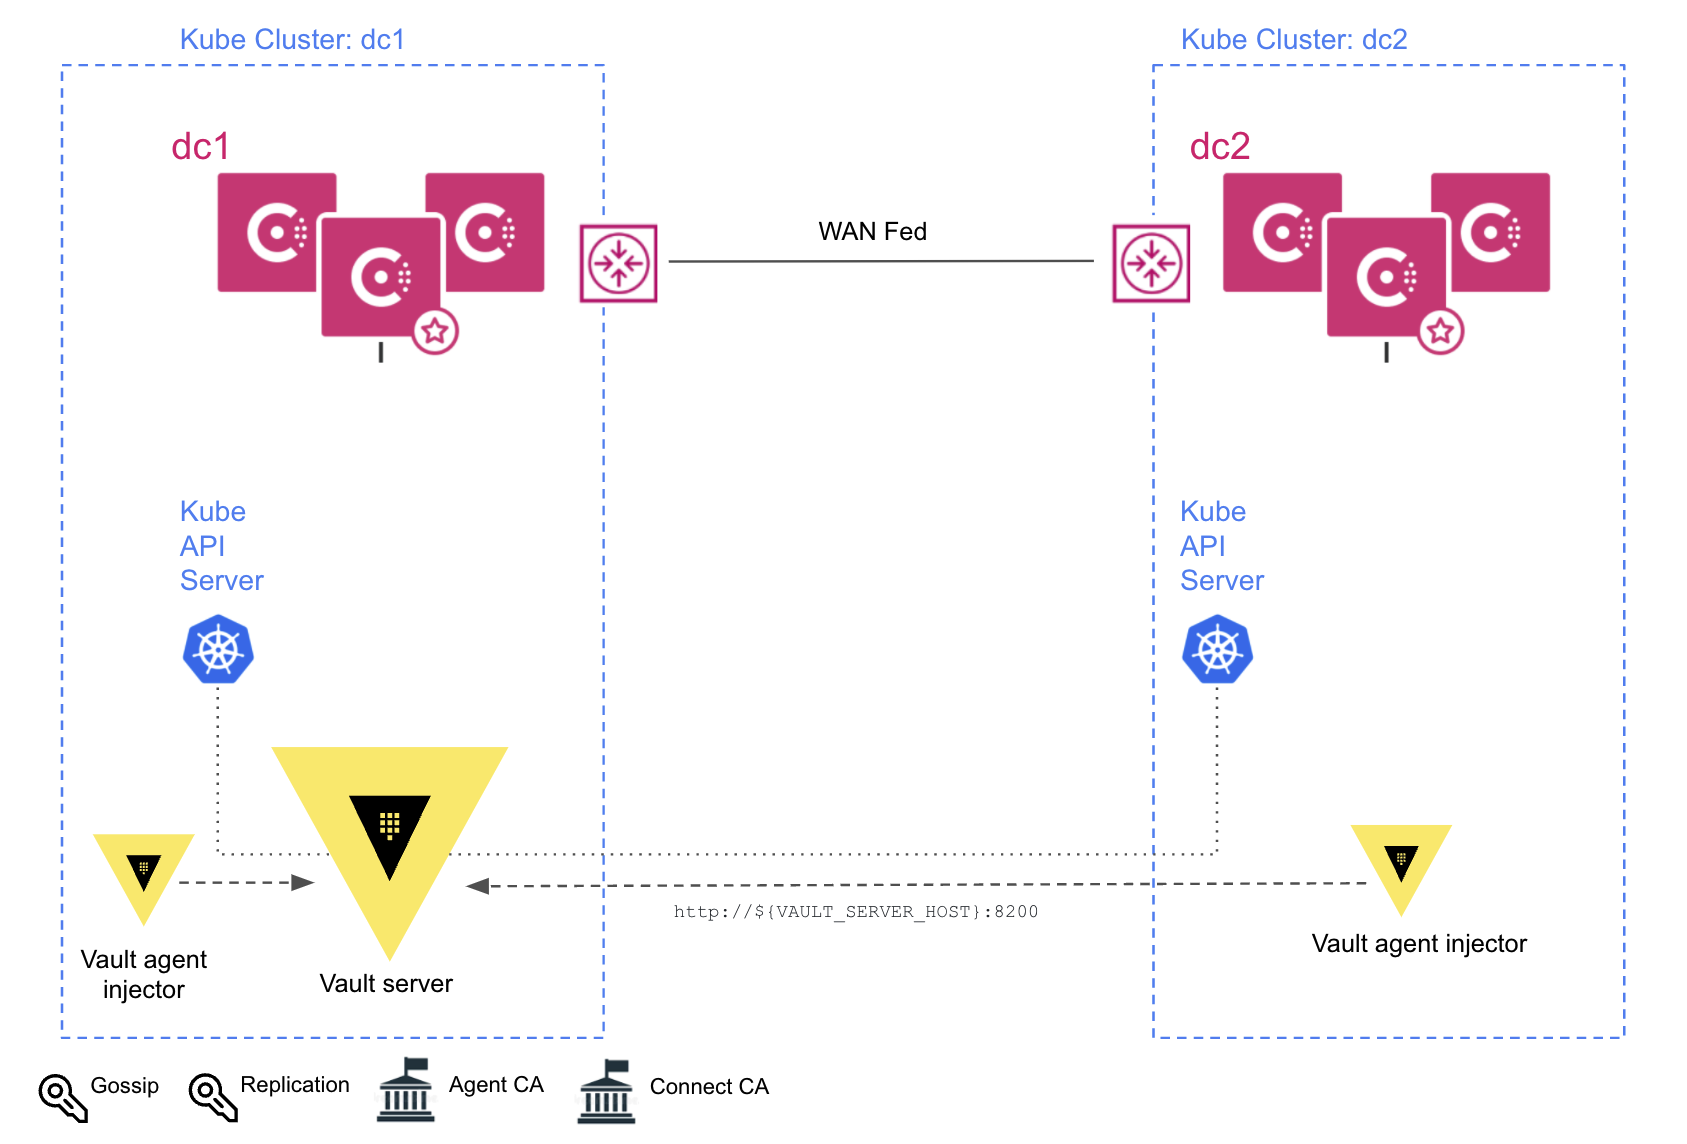 Kube Cluster: dc1
Kube Cluster: dc2
dc1
dc2
WAN Fed
Kube
API
Server
Kube
API
Server
http://${VAULT_SERVER_HOST}:8200
Vault agent
injector
Vault server
Vault agent injector
Gossip
Replication
Agent CA
Connect CA